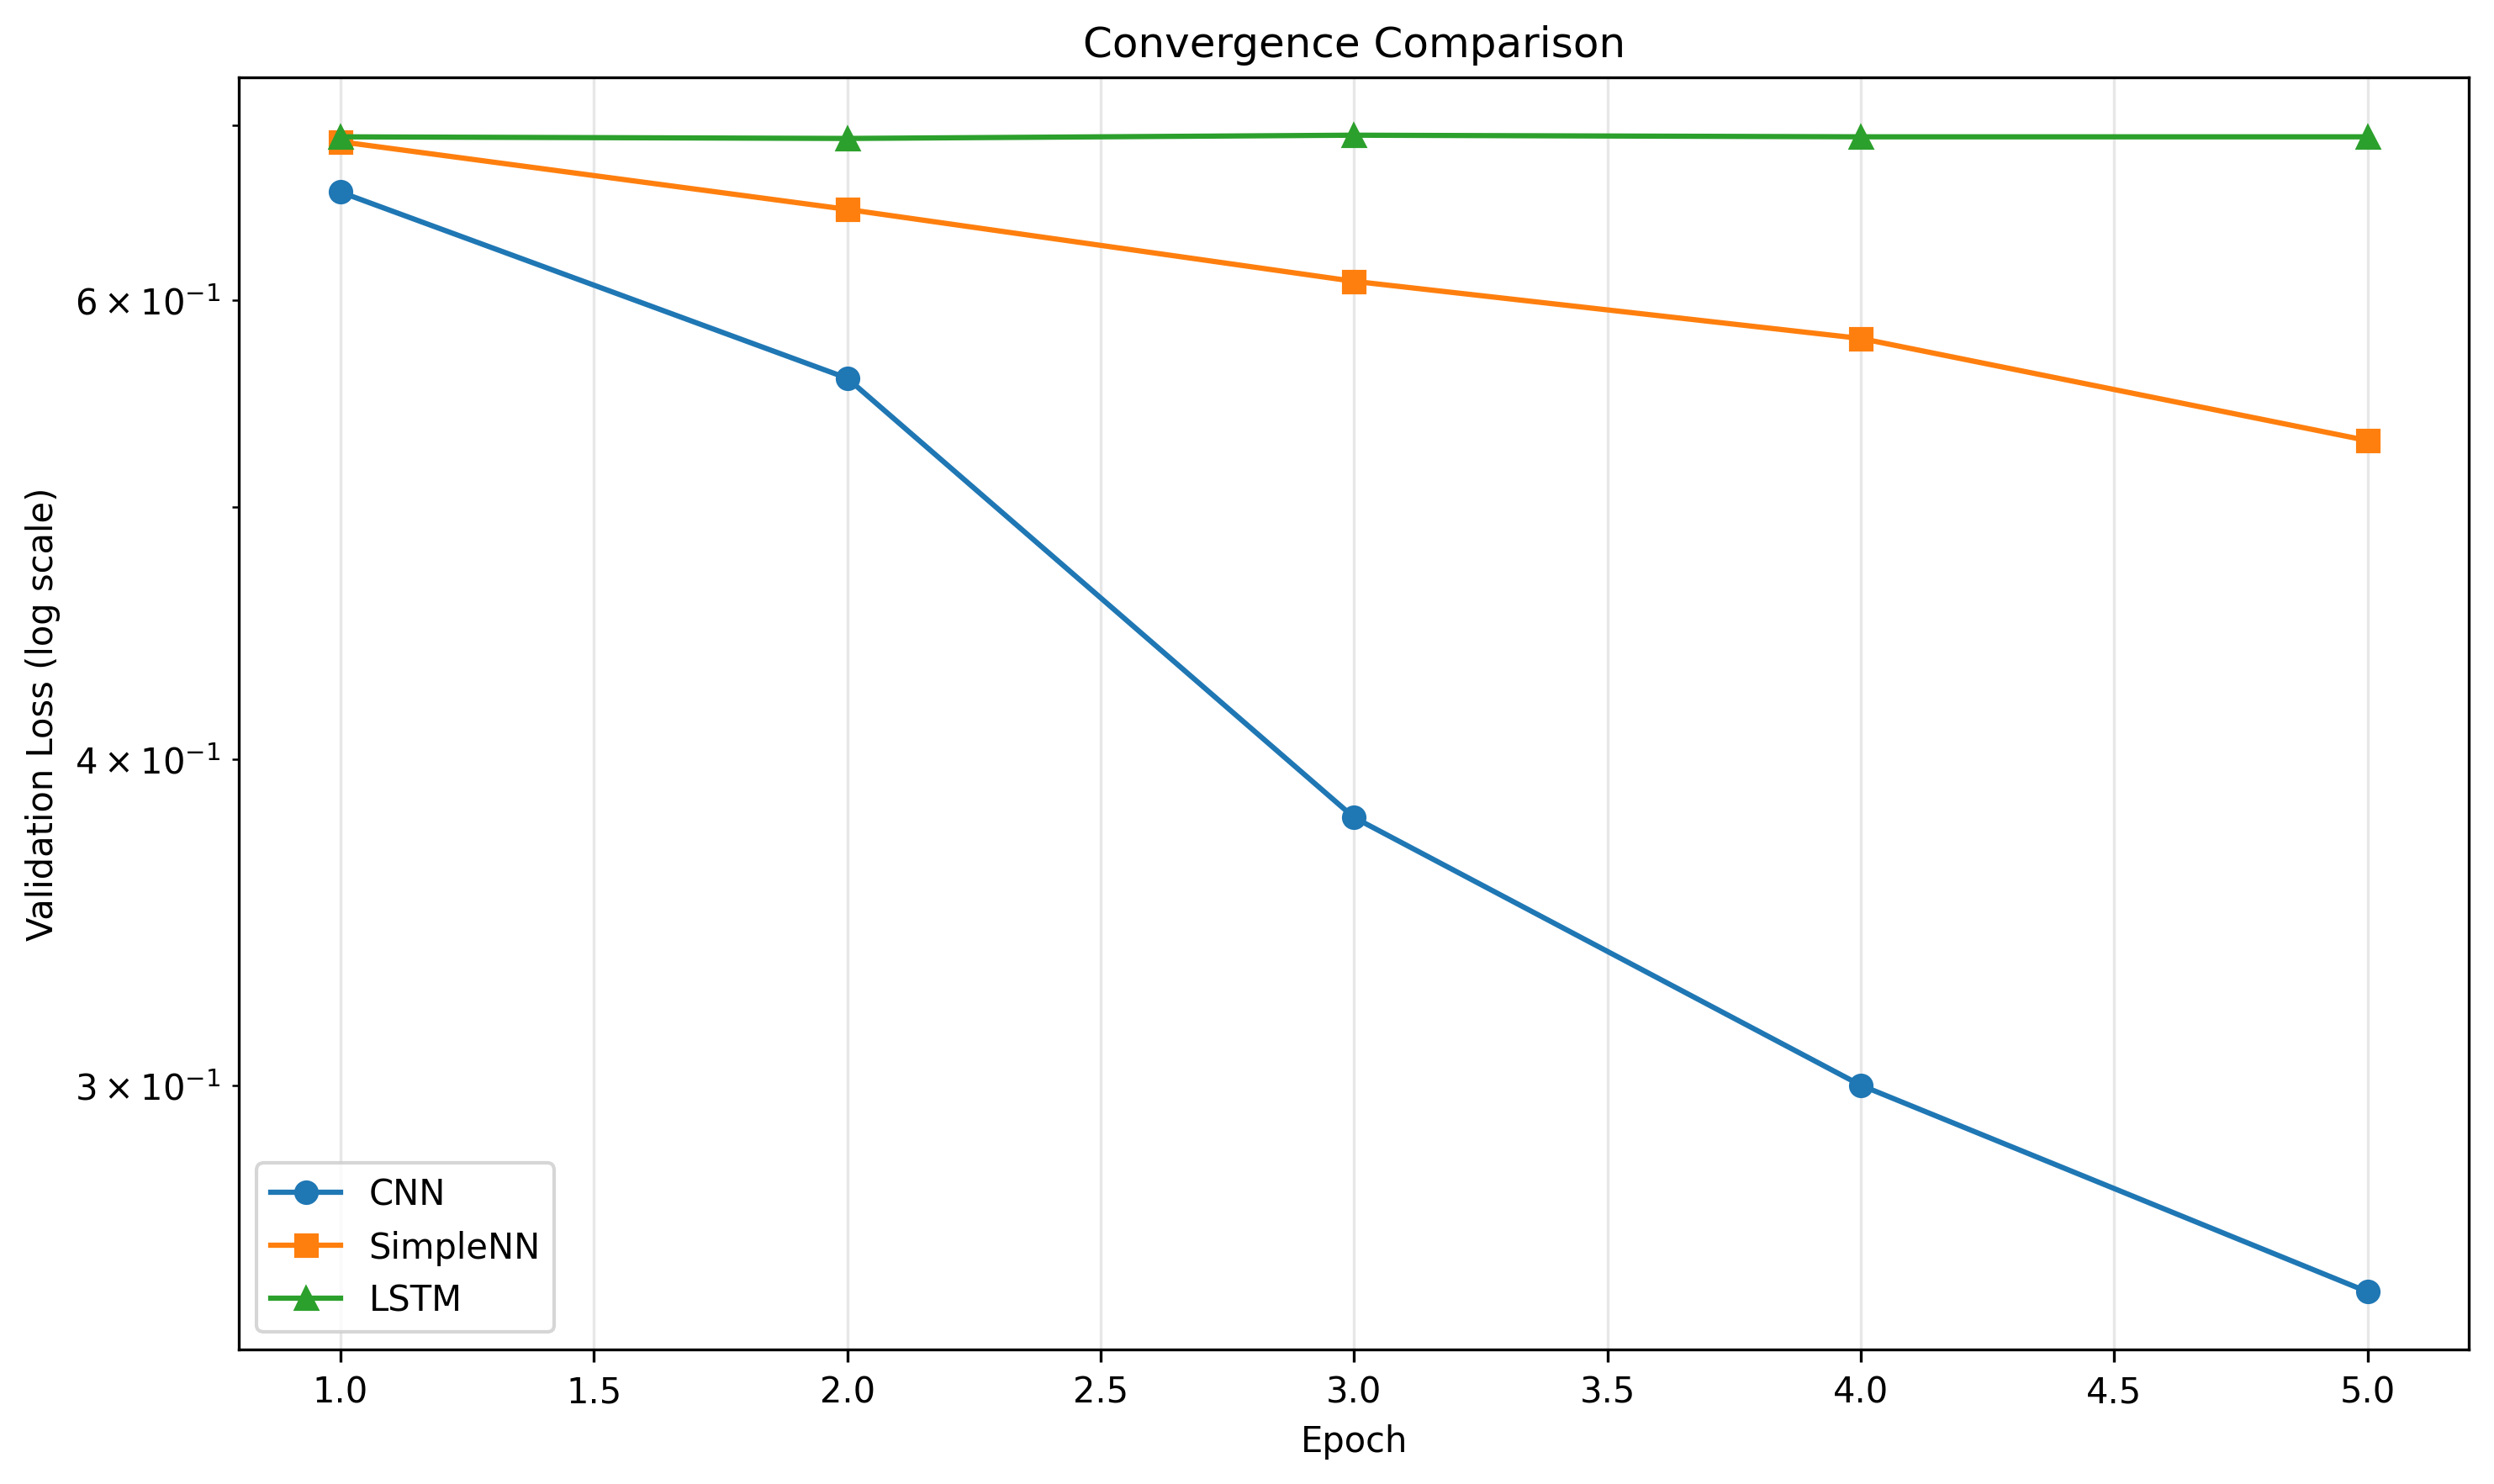 Convergence Comparison
Validation Loss (log scale)
6 × 10⁻¹
4 × 10⁻¹
3 × 10⁻¹
CNN
SimpleNN
LSTM
1.0 1.5 2.0 2.5 3.0 3.5 4.0 4.5 5.0
Epoch